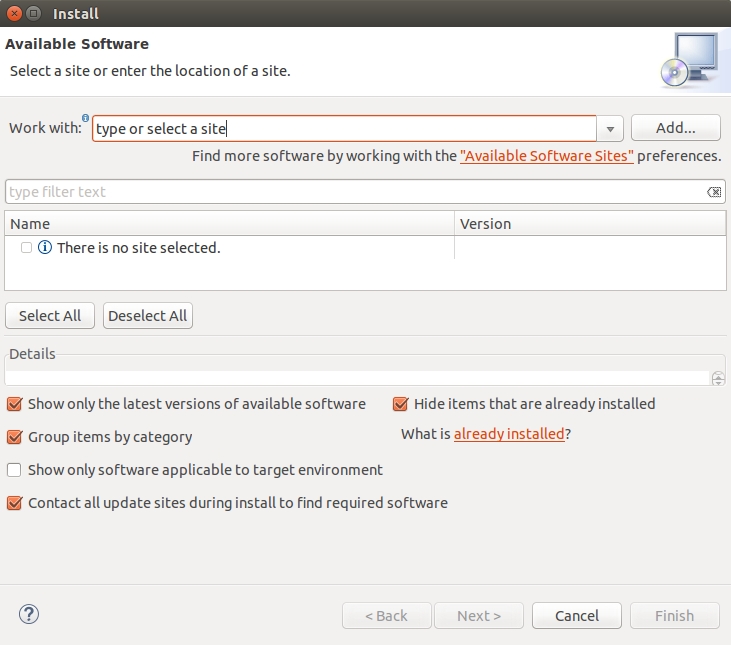 Install
Available Software
Select a site or enter the location of a site.
Work with: type or select a site Add...
Find more software by working with the "Available Software Sites" preferences.
type filter text
Name Version
There is no site selected.
Select All Deselect All
Details
Show only the latest versions of available software Hide items that are already installed
Group items by category What is already installed?
Show only software applicable to target environment
Contact all update sites during install to find required software
? < Back Next > Cancel Finish